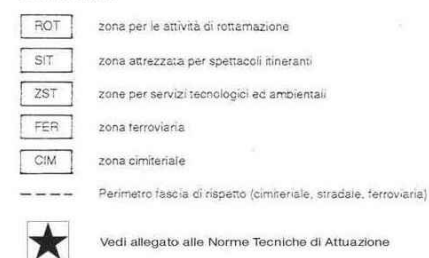 ROT zona per le attività di rottamazione
SIT zona attrezzata per spettacoli itineranti
ZST zone per servizi tecnologici ed ambientali
FER zona ferroviaria
CIM zona cimiteriale
Perimetro fascia di rispetto (cimiteriale, stradale, ferroviaria)
Vedi allegato alle Norme Tecniche di Attuazione